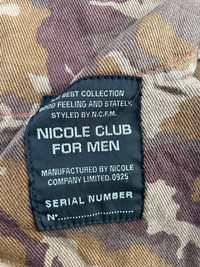 BEST COLLECTION
GOOD FEELING AND STATELY.
STYLED BY N.C.F.M.
NICOLE CLUB
FOR MEN
MANUFACTURED BY NICOLE
COMPANY LIMITED. 0925
SERIAL NUMBER
Nº